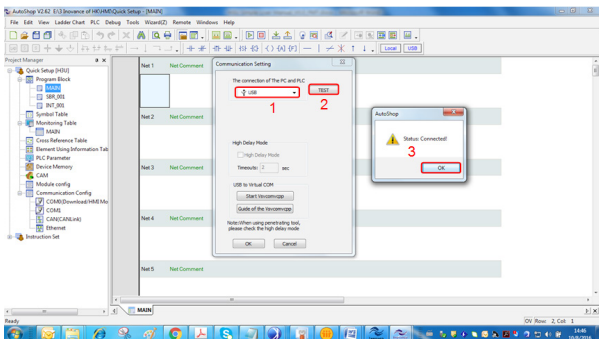 AutoShop V2.62 E:\3 Inovance of HK\HMI\Quick Setup - [MAIN]
File Edit View Ladder Chart PLC Debug Tools Wizard(Z) Remote Windows Help
Local USB
Project Manager
Quick Setup [H3U]
Program Block
MAIN
SBR_001
INT_001
Symbol Table
Monitoring Table
MAIN
Cross Reference Table
Element Using Information Tab
PLC Parameter
Device Memory
CAM
Module config
Communication Config
COM0(Download/HMI Mo
COM1
CAN(CANLink)
Ethernet
Instruction Set
Net 1 Net Comment
Net 2 Net Comment
Net 3 Net Comment
Net 4 Net Comment
Net 5 Net Comment
MAIN
Communication Setting
The connection of The PC and PLC
USB
TEST
1
2
High Delay Mode:
High Delay Mode
Timeouts: 2 sec
USB to Virtual COM
Start Vavcomvcpp
Guide of the Vavcomvcpp
Note:When using penetrating tool,
please check the high delay mode
OK Cancel
AutoShop
Status: Connected!
3
OK
Ready
OV Row: 2, Col: 1
14:46